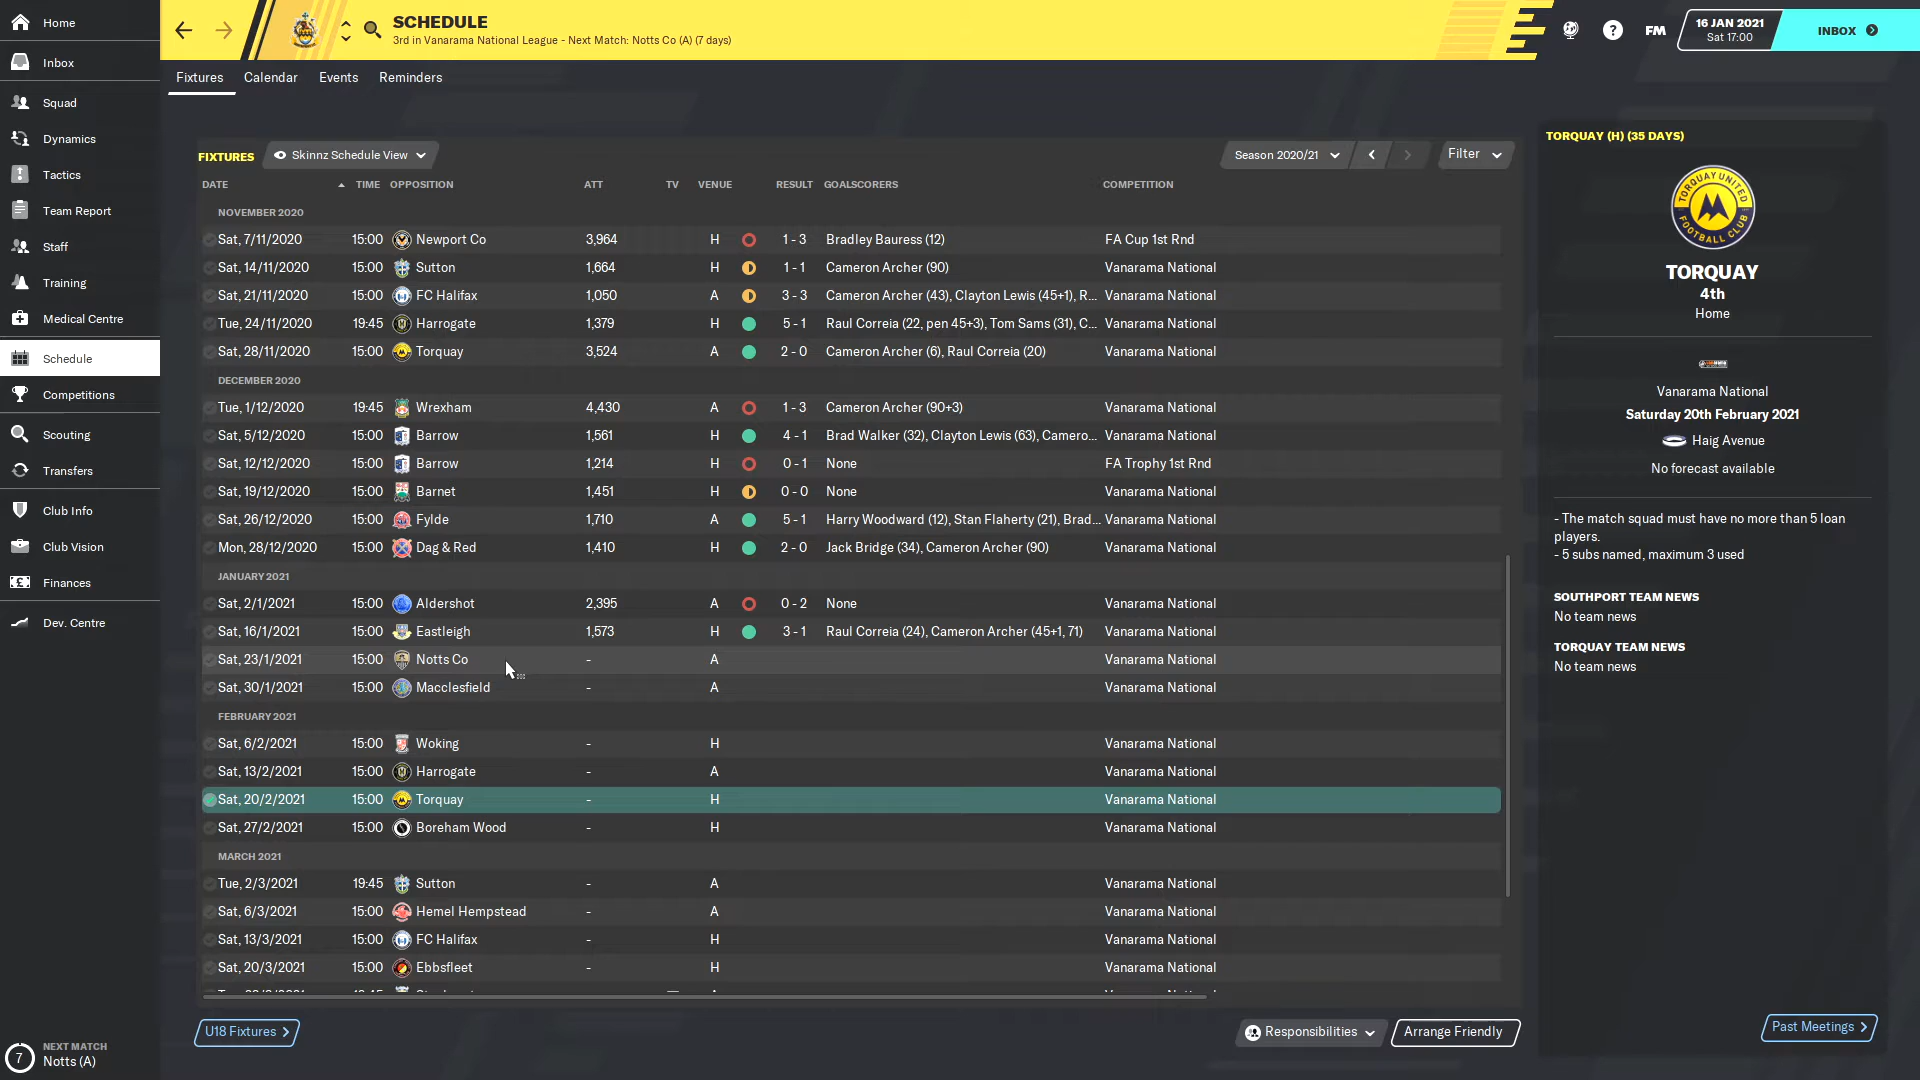 Home
Inbox
Squad
Dynamics
Tactics
Team Report
Staff
Training
Medical Centre
Schedule
Competitions
Scouting
Transfers
Club Info
Club Vision
Finances
Dev. Centre
7 NEXT MATCH
Notts (A)
SCHEDULE
3rd in Vanarama National League - Next Match: Notts Co (A) (7 days)
FM
16 JAN 2021
Sat 17:00
INBOX
Fixtures Calendar Events Reminders
FIXTURES Skinnz Schedule View Season 2020/21 Filter
DATE TIME OPPOSITION ATT TV VENUE RESULT GOALSCORERS COMPETITION
NOVEMBER 2020
Sat, 7/11/2020 15:00 Newport Co 3,964 H 1 - 3 Bradley Bauress (12) FA Cup 1st Rnd
Sat, 14/11/2020 15:00 Sutton 1,664 H 1 - 1 Cameron Archer (90) Vanarama National
Sat, 21/11/2020 15:00 FC Halifax 1,050 A 3 - 3 Cameron Archer (43), Clayton Lewis (45+1), R... Vanarama National
Tue, 24/11/2020 19:45 Harrogate 1,379 H 5 - 1 Raul Correia (22, pen 45+3), Tom Sams (31), C... Vanarama National
Sat, 28/11/2020 15:00 Torquay 3,524 A 2 - 0 Cameron Archer (6), Raul Correia (20) Vanarama National
DECEMBER 2020
Tue, 1/12/2020 19:45 Wrexham 4,430 A 1 - 3 Cameron Archer (90+3) Vanarama National
Sat, 5/12/2020 15:00 Barrow 1,561 H 4 - 1 Brad Walker (32), Clayton Lewis (63), Camero... Vanarama National
Sat, 12/12/2020 15:00 Barrow 1,214 H 0 - 1 None FA Trophy 1st Rnd
Sat, 19/12/2020 15:00 Barnet 1,451 H 0 - 0 None Vanarama National
Sat, 26/12/2020 15:00 Fylde 1,710 A 5 - 1 Harry Woodward (12), Stan Flaherty (21), Brad... Vanarama National
Mon, 28/12/2020 15:00 Dag & Red 1,410 H 2 - 0 Jack Bridge (34), Cameron Archer (90) Vanarama National
JANUARY 2021
Sat, 2/1/2021 15:00 Aldershot 2,395 A 0 - 2 None Vanarama National
Sat, 16/1/2021 15:00 Eastleigh 1,573 H 3 - 1 Raul Correia (24), Cameron Archer (45+1, 71) Vanarama National
Sat, 23/1/2021 15:00 Notts Co - A Vanarama National
Sat, 30/1/2021 15:00 Macclesfield - A Vanarama National
FEBRUARY 2021
Sat, 6/2/2021 15:00 Woking - H Vanarama National
Sat, 13/2/2021 15:00 Harrogate - A Vanarama National
Sat, 20/2/2021 15:00 Torquay - H Vanarama National
Sat, 27/2/2021 15:00 Boreham Wood - H Vanarama National
MARCH 2021
Tue, 2/3/2021 19:45 Sutton - A Vanarama National
Sat, 6/3/2021 15:00 Hemel Hempstead - A Vanarama National
Sat, 13/3/2021 15:00 FC Halifax - H Vanarama National
Sat, 20/3/2021 15:00 Ebbsfleet - H Vanarama National
U18 Fixtures Responsibilities Arrange Friendly
TORQUAY (H) (35 DAYS)
TORQUAY UNITED
FOOTBALL CLUB
TORQUAY
4th
Home
Vanarama National
Saturday 20th February 2021
Haig Avenue
No forecast available
- The match squad must have no more than 5 loan
players.
- 5 subs named, maximum 3 used
SOUTHPORT TEAM NEWS
No team news
TORQUAY TEAM NEWS
No team news
Past Meetings